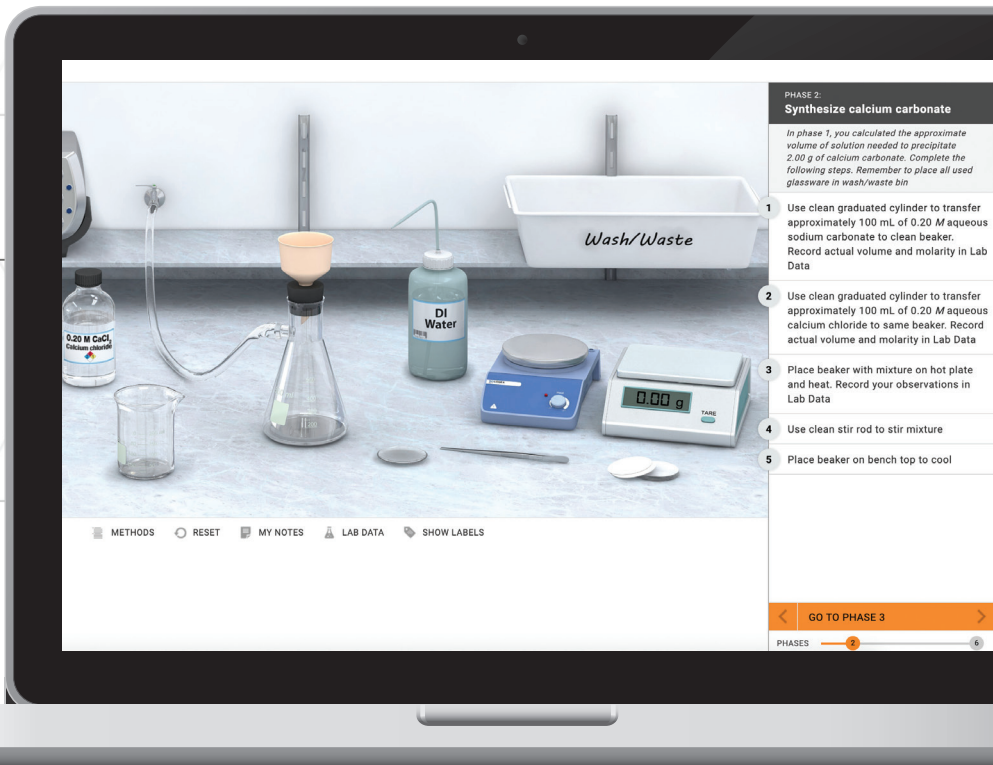 PHASE 2:
Synthesize calcium carbonate
In phase 1, you calculated the approximate
volume of solution needed to precipitate
2.00 g of calcium carbonate. Complete the
following steps. Remember to place all used
glassware in wash/waste bin
1 Use clean graduated cylinder to transfer
approximately 100 mL of 0.20 M aqueous
sodium carbonate to clean beaker.
Record actual volume and molarity in Lab
Data
2 Use clean graduated cylinder to transfer
approximately 100 mL of 0.20 M aqueous
calcium chloride to same beaker. Record
actual volume and molarity in Lab Data
3 Place beaker with mixture on hot plate
and heat. Record your observations in
Lab Data
4 Use clean stir rod to stir mixture
5 Place beaker on bench top to cool
Wash/Waste
DI
Water
0.20 M CaCl₂
Calcium chloride
0.00 g
TARE
METHODS RESET MY NOTES LAB DATA SHOW LABELS
GO TO PHASE 3
PHASES 2 6